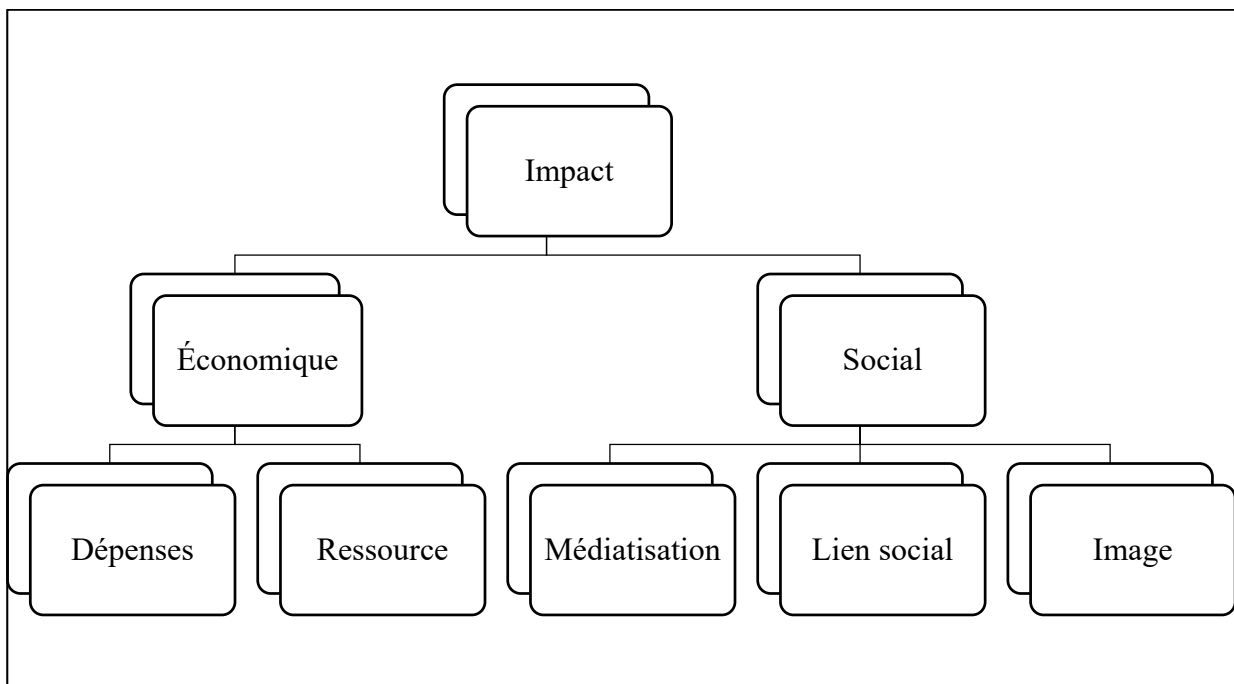 Impact
Économique
Social
Dépenses
Ressource
Médiatisation
Lien social
Image